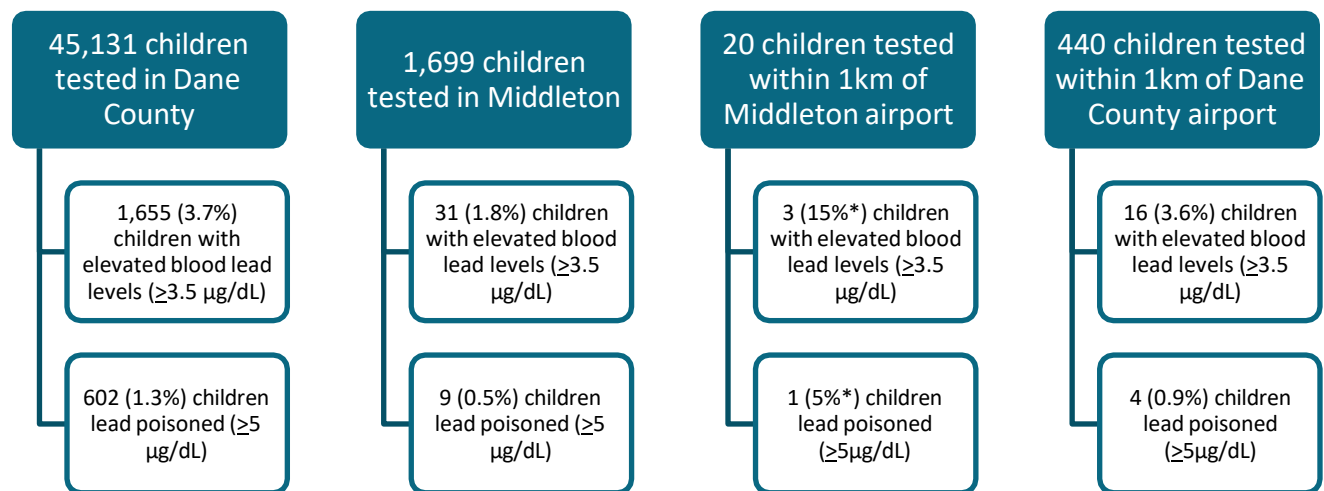 45,131 children
tested in Dane
County
1,655 (3.7%)
children with
elevated blood lead
levels (≥3.5 µg/dL)
602 (1.3%) children
lead poisoned (≥5
µg/dL)
1,699 children
tested in Middleton
31 (1.8%) children
with elevated blood
lead levels (≥3.5
µg/dL)
9 (0.5%) children
lead poisoned (≥5
µg/dL)
20 children tested
within 1km of
Middleton airport
3 (15%*) children
with elevated blood
lead levels (≥3.5
µg/dL)
1 (5%*) children
lead poisoned
(≥5µg/dL)
440 children tested
within 1km of Dane
County airport
16 (3.6%) children
with elevated blood
lead levels (≥3.5
µg/dL)
4 (0.9%) children
lead poisoned
(≥5µg/dL)